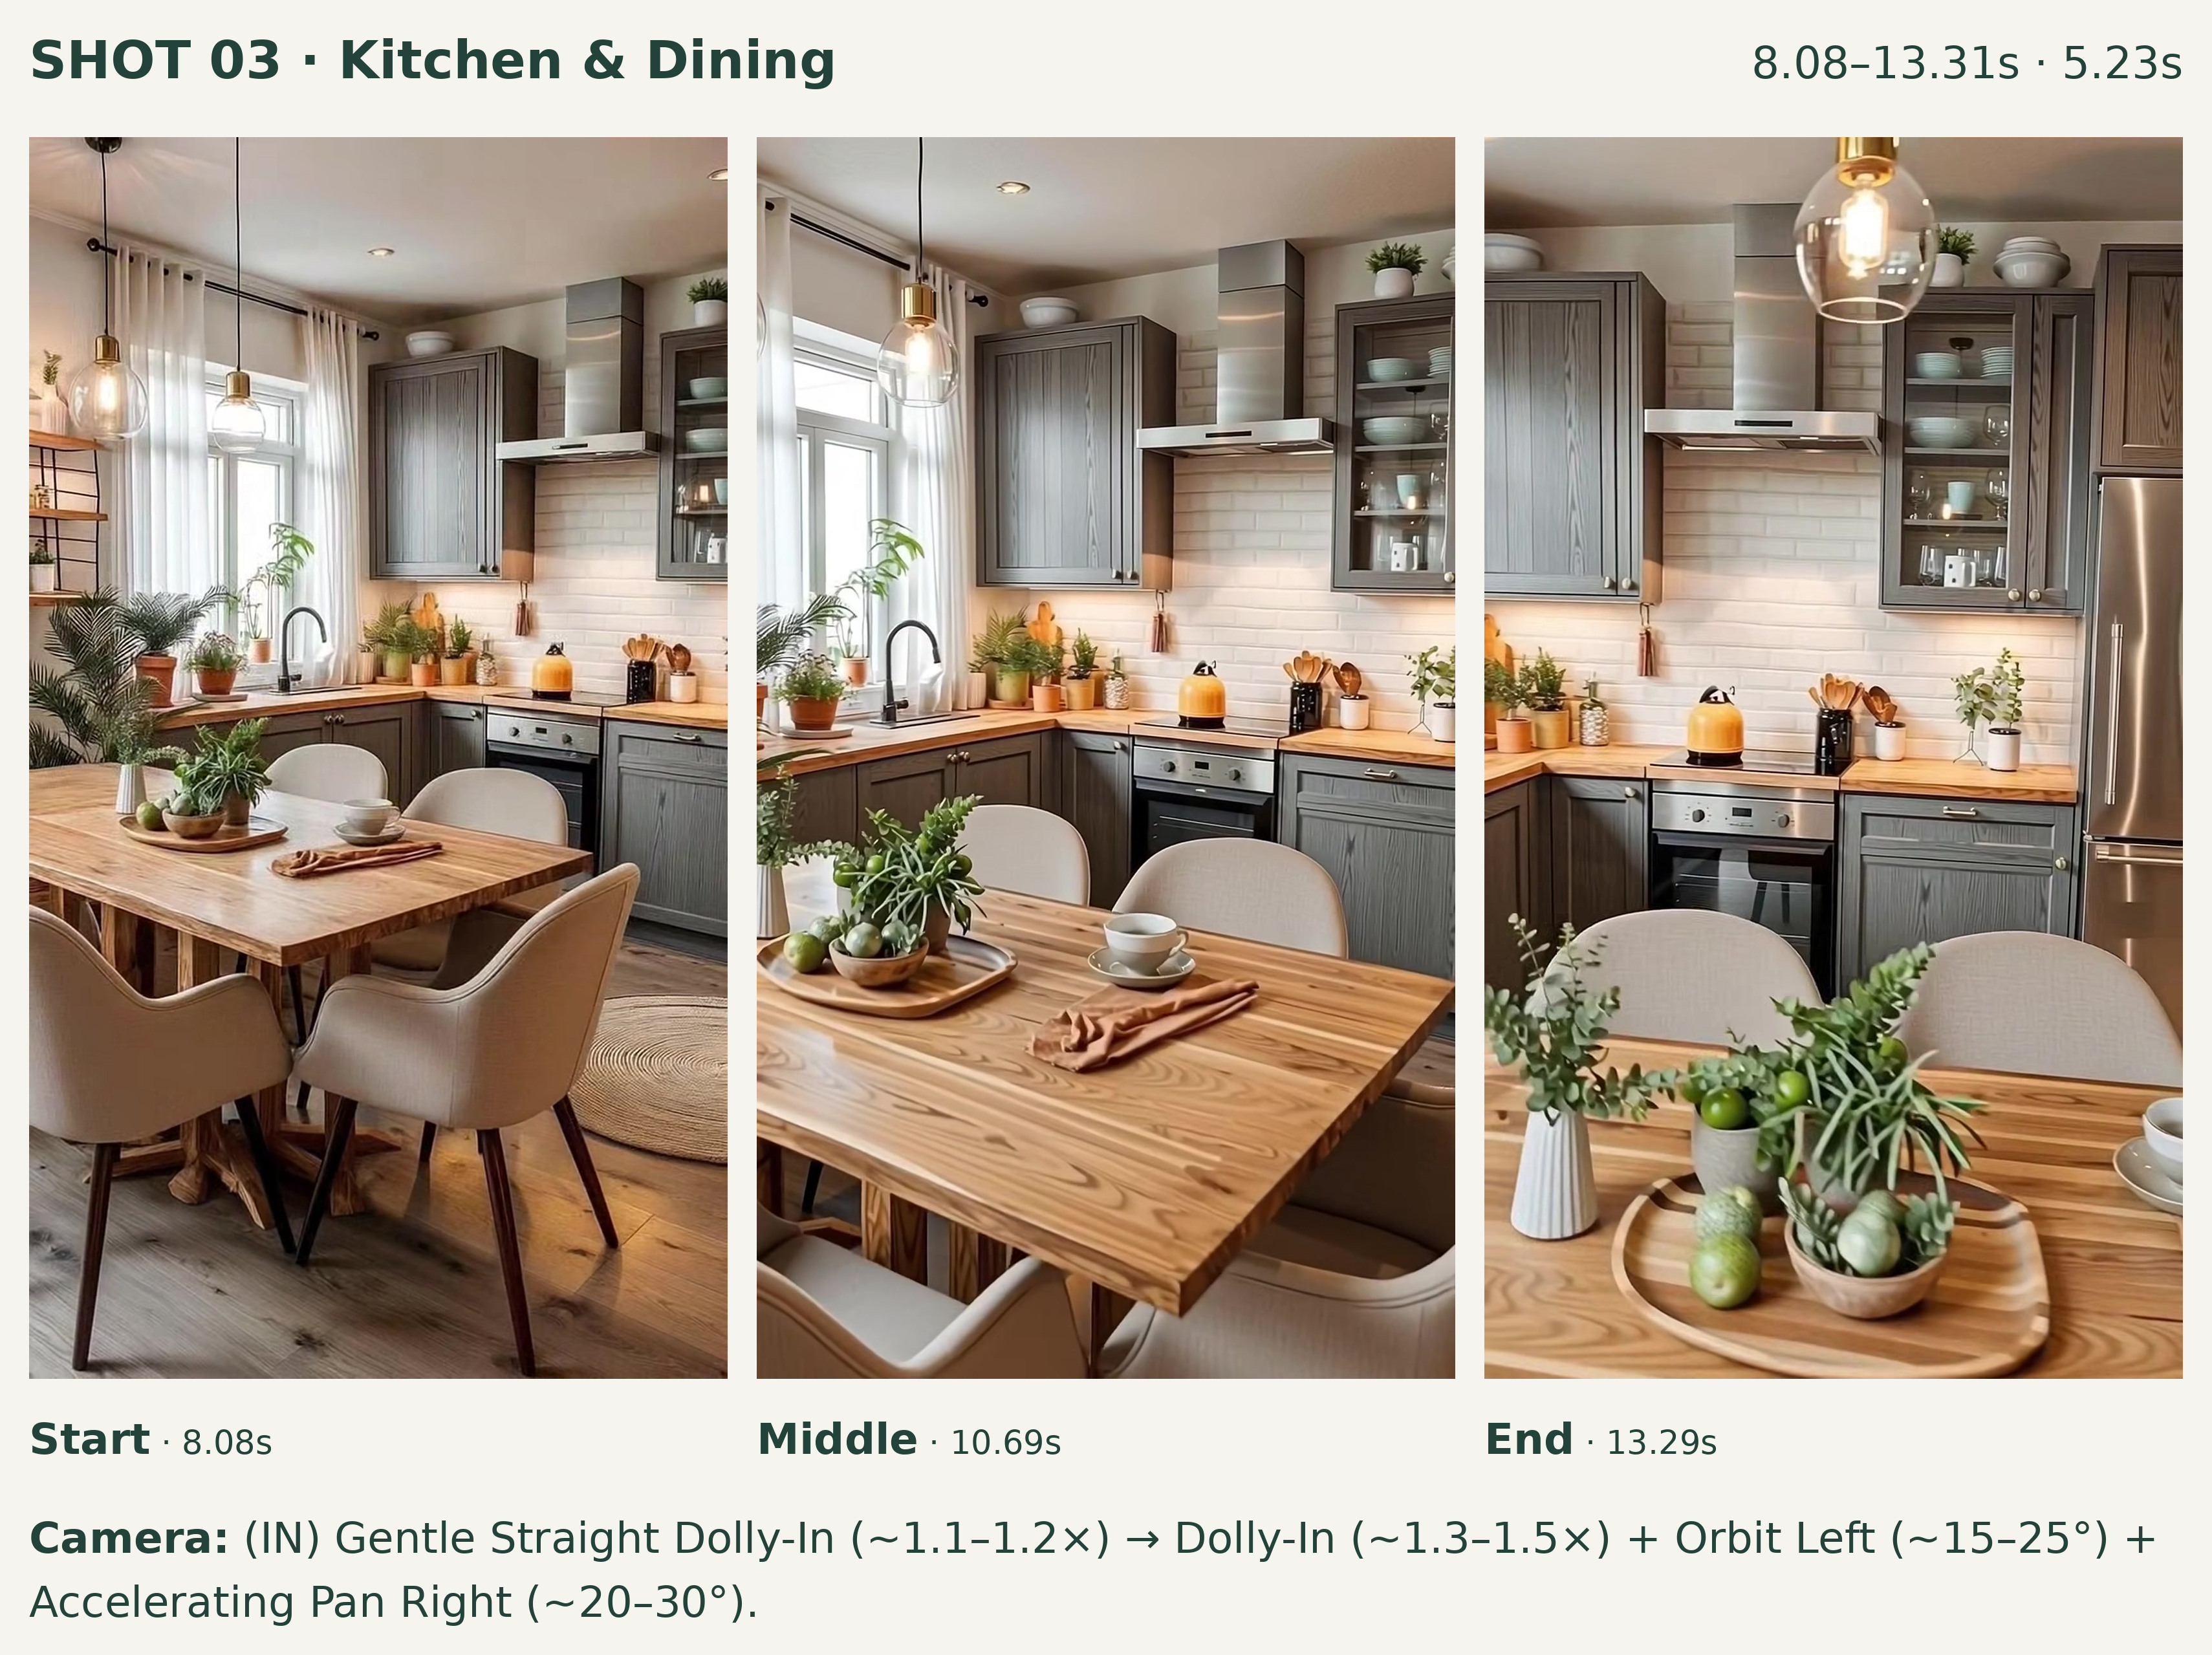 SHOT 03 · Kitchen & Dining
8.08–13.31s · 5.23s
Start · 8.08s
Middle · 10.69s
End · 13.29s
Camera: (IN) Gentle Straight Dolly-In (~1.1–1.2×) → Dolly-In (~1.3–1.5×) + Orbit Left (~15–25°) +
Accelerating Pan Right (~20–30°).